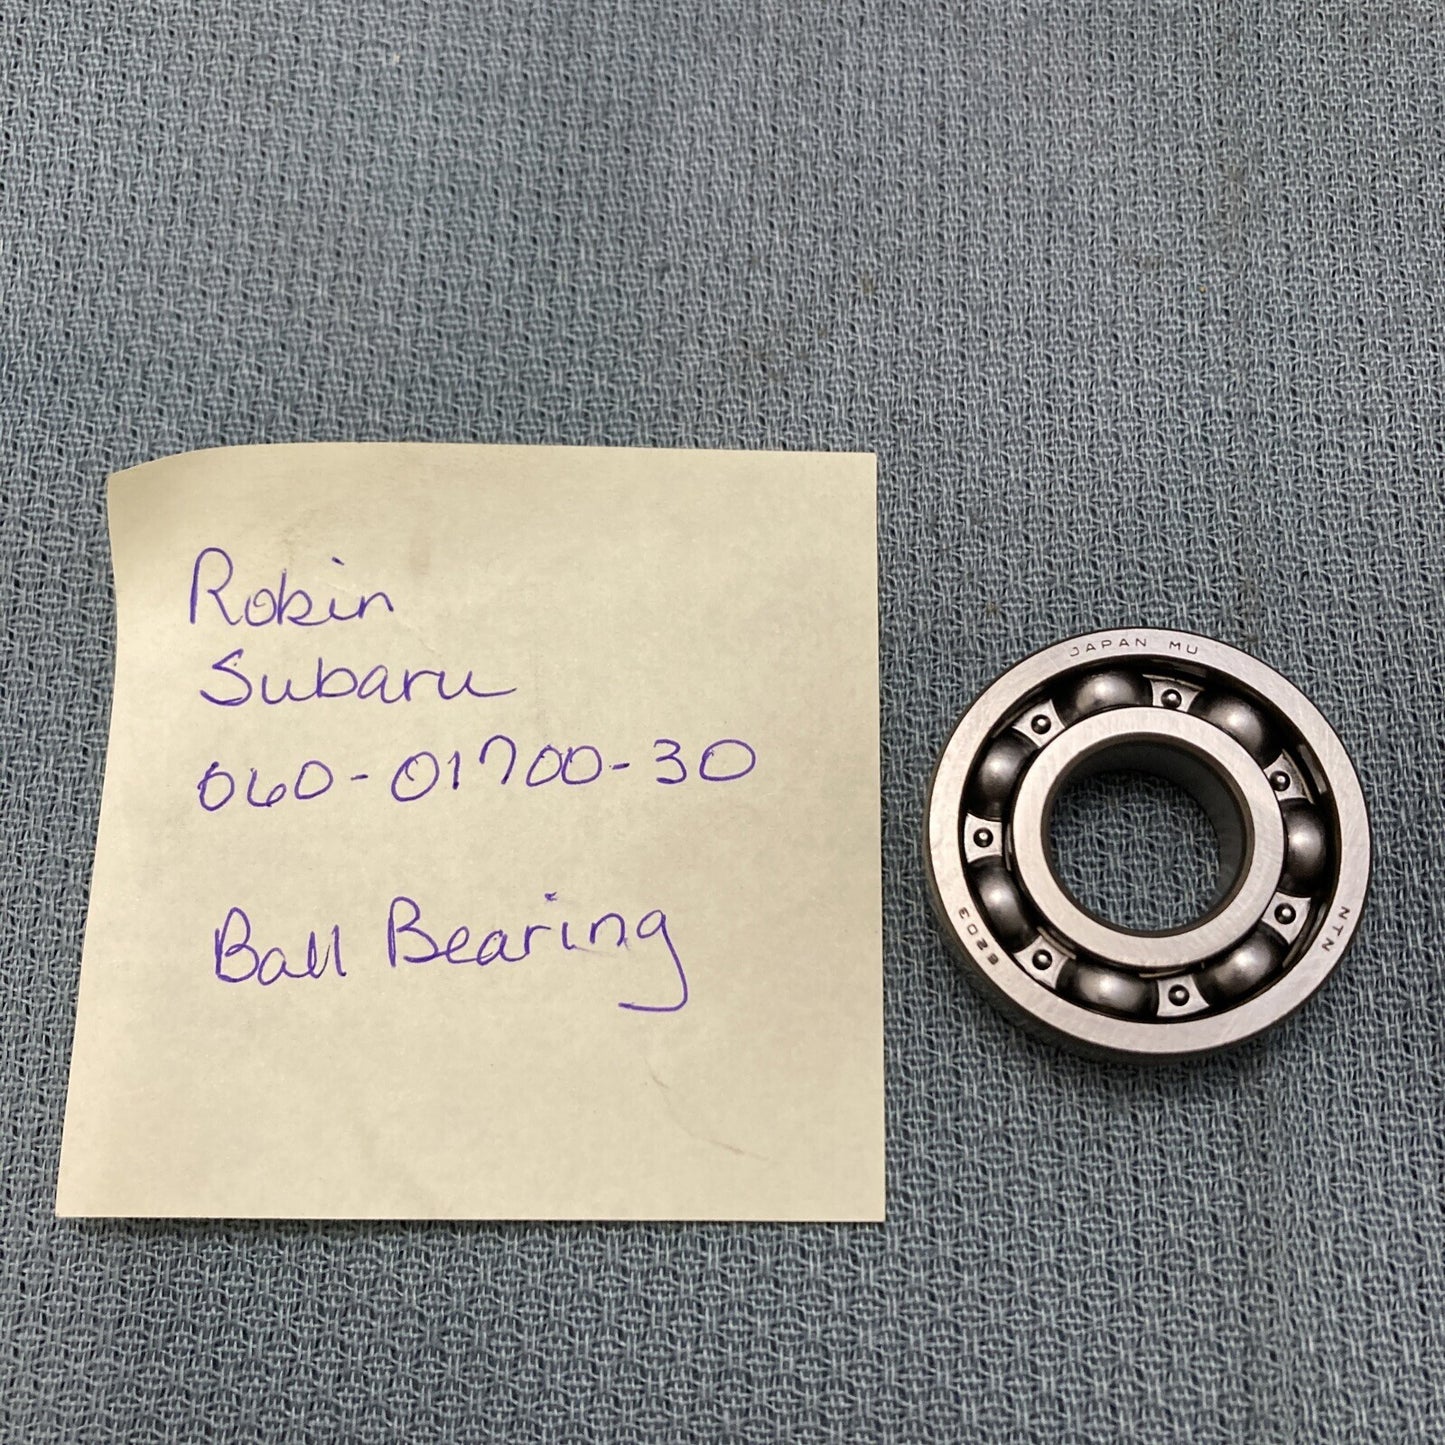 Robin
Subaru
060-01700-30
Ball Bearing
JAPAN MU
NTN
6203